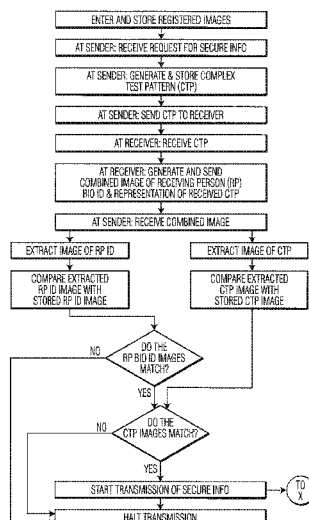 ENTER AND STORE REGISTERED IMAGES
AT SENDER: RECEIVE REQUEST FOR SECURE INFO
AT SENDER: GENERATE & STORE COMPLEX
TEST PATTERN (CTP)
AT SENDER: SEND CTP TO RECEIVER
AT RECEIVER: RECEIVE CTP
AT RECEIVER: GENERATE AND SEND
COMBINED IMAGE OF RECEIVING PERSON (RP)
BIO ID & REPRESENTATION OF RECEIVED CTP
AT SENDER: RECEIVE COMBINED IMAGE
EXTRACT IMAGE OF RP ID
COMPARE EXTRACTED
RP ID IMAGE WITH
STORED RP ID IMAGE
EXTRACT IMAGE OF CTP
COMPARE EXTRACTED
CTP IMAGE WITH
STORED CTP IMAGE
NO
DO THE
RP BIO ID IMAGES
MATCH?
YES
NO
DO THE
CTP IMAGES MATCH?
YES
START TRANSMISSION OF SECURE INFO
TO
X
HALT TRANSMISSION